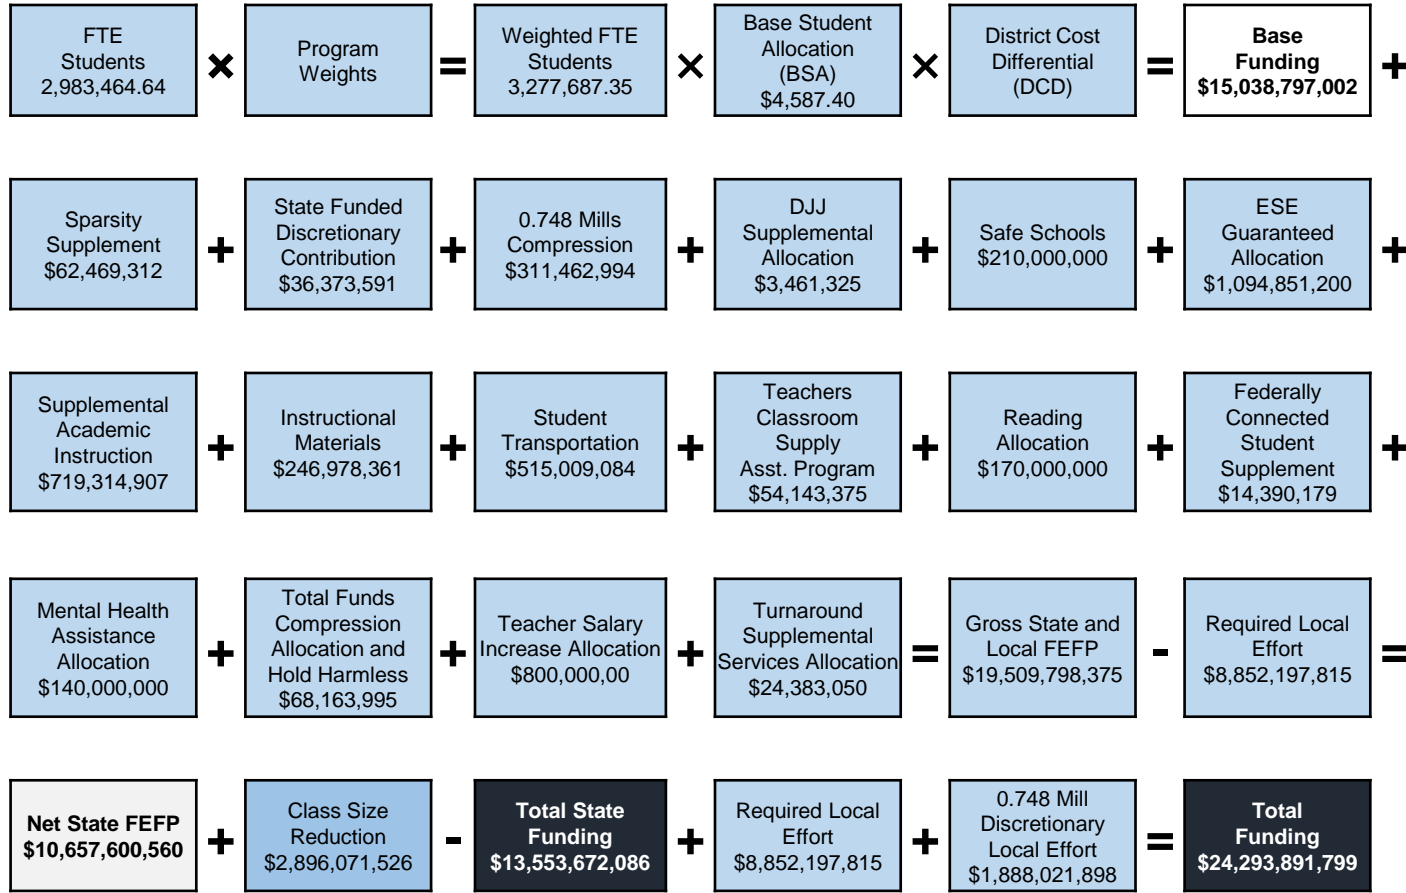 FTE
Students
2,983,464.64
×
Program
Weights
=
Weighted FTE
Students
3,277,687.35
×
Base Student
Allocation
(BSA)
$4,587.40
×
District Cost
Differential
(DCD)
=
Base
Funding
$15,038,797,002
+
Sparsity
Supplement
$62,469,312
+
State Funded
Discretionary
Contribution
$36,373,591
+
0.748 Mills
Compression
$311,462,994
+
DJJ
Supplemental
Allocation
$3,461,325
+
Safe Schools
$210,000,000
+
ESE
Guaranteed
Allocation
$1,094,851,200
+
Supplemental
Academic
Instruction
$719,314,907
+
Instructional
Materials
$246,978,361
+
Student
Transportation
$515,009,084
+
Teachers
Classroom
Supply
Asst. Program
$54,143,375
+
Reading
Allocation
$170,000,000
+
Federally
Connected
Student
Supplement
$14,390,179
+
Mental Health
Assistance
Allocation
$140,000,000
+
Total Funds
Compression
Allocation and
Hold Harmless
$68,163,995
+
Teacher Salary
Increase Allocation
$800,000,00
+
Turnaround
Supplemental
Services Allocation
$24,383,050
=
Gross State and
Local FEFP
$19,509,798,375
-
Required Local
Effort
$8,852,197,815
=
Net State FEFP
$10,657,600,560
+
Class Size
Reduction
$2,896,071,526
-
Total State
Funding
$13,553,672,086
+
Required Local
Effort
$8,852,197,815
+
0.748 Mill
Discretionary
Local Effort
$1,888,021,898
=
Total
Funding
$24,293,891,799